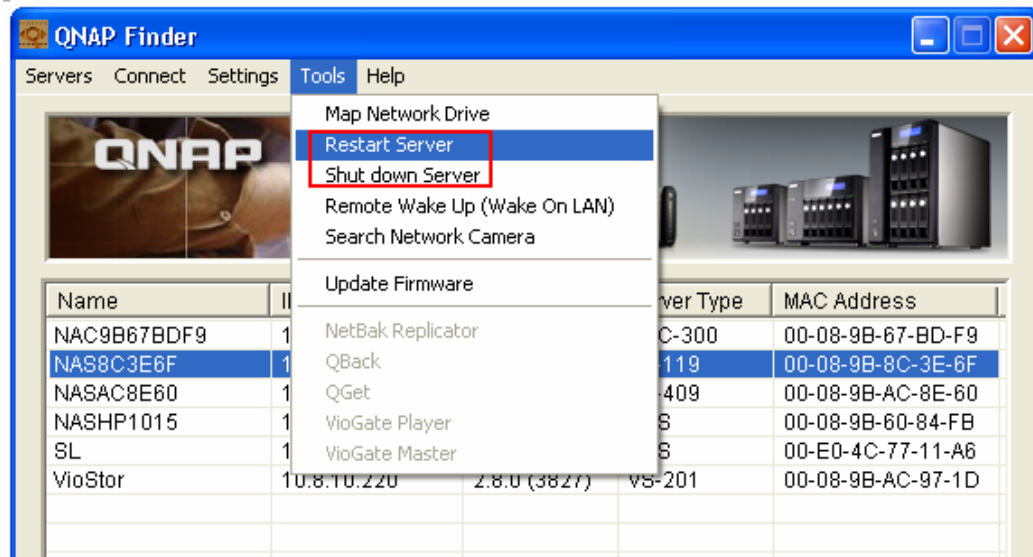 QNAP Finder
Servers Connect Settings Tools Help
Map Network Drive
Restart Server
Shut down Server
Remote Wake Up (Wake On LAN)
Search Network Camera
Update Firmware
NetBak Replicator
QBack
QGet
VioGate Player
VioGate Master
QNAP
Name MAC Address
NAC9B67BDF9 00-08-9B-67-BD-F9
NAS8C3E6F 00-08-9B-8C-3E-6F
NASAC8E60 00-08-9B-AC-8E-60
NASHP1015 00-08-9B-60-84-FB
SL 00-E0-4C-77-11-A6
VioStor 10.8.10.220 2.8.0 (3827) VS-201 00-08-9B-AC-97-1D